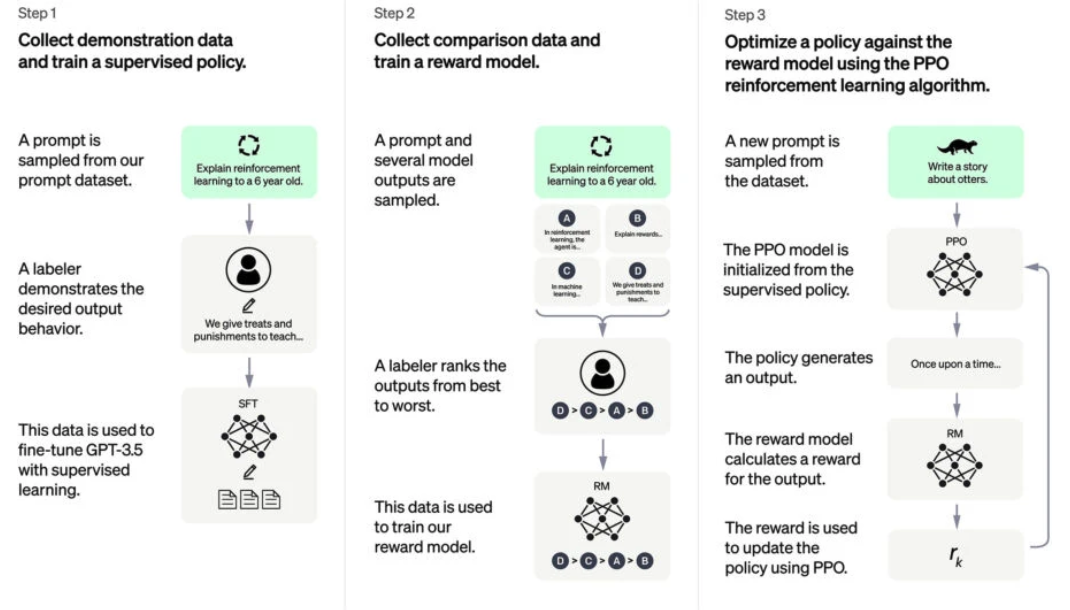 Step 1
Collect demonstration data
and train a supervised policy.
A prompt is
sampled from our
prompt dataset.
Explain reinforcement
learning to a 6 year old.
A labeler
demonstrates the
desired output
behavior.
We give treats and
punishments to teach...
This data is used to
fine-tune GPT-3.5
with supervised
learning.
SFT
Step 2
Collect comparison data and
train a reward model.
A prompt and
several model
outputs are
sampled.
Explain reinforcement
learning to a 6 year old.
A
In reinforcement
learning, the
agent is...
B
Explain rewards...
C
In machine
learning...
D
We give treats and
punishments to
teach...
A labeler ranks the
outputs from best
to worst.
D > C > A > B
This data is used
to train our
reward model.
RM
D > C > A > B
Step 3
Optimize a policy against the
reward model using the PPO
reinforcement learning algorithm.
A new prompt is
sampled from
the dataset.
Write a story
about otters.
The PPO model is
initialized from the
supervised policy.
PPO
The policy generates
an output.
Once upon a time...
The reward model
calculates a reward
for the output.
RM
The reward is used
to update the
policy using PPO.
rₖ